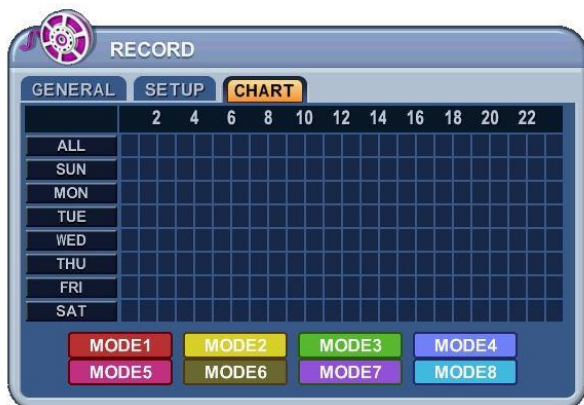 RECORD
GENERAL SETUP CHART
2 4 6 8 10 12 14 16 18 20 22
ALL
SUN
MON
TUE
WED
THU
FRI
SAT
MODE1 MODE2 MODE3 MODE4
MODE5 MODE6 MODE7 MODE8